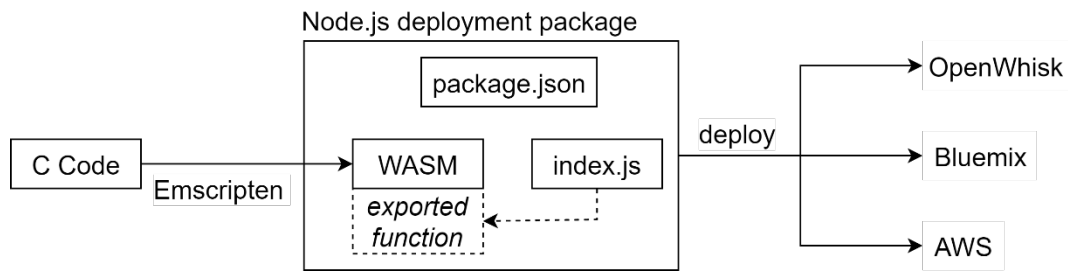 Node.js deployment package
package.json
OpenWhisk
deploy
C Code
Emscripten
WASM
index.js
Bluemix
exported
function
AWS